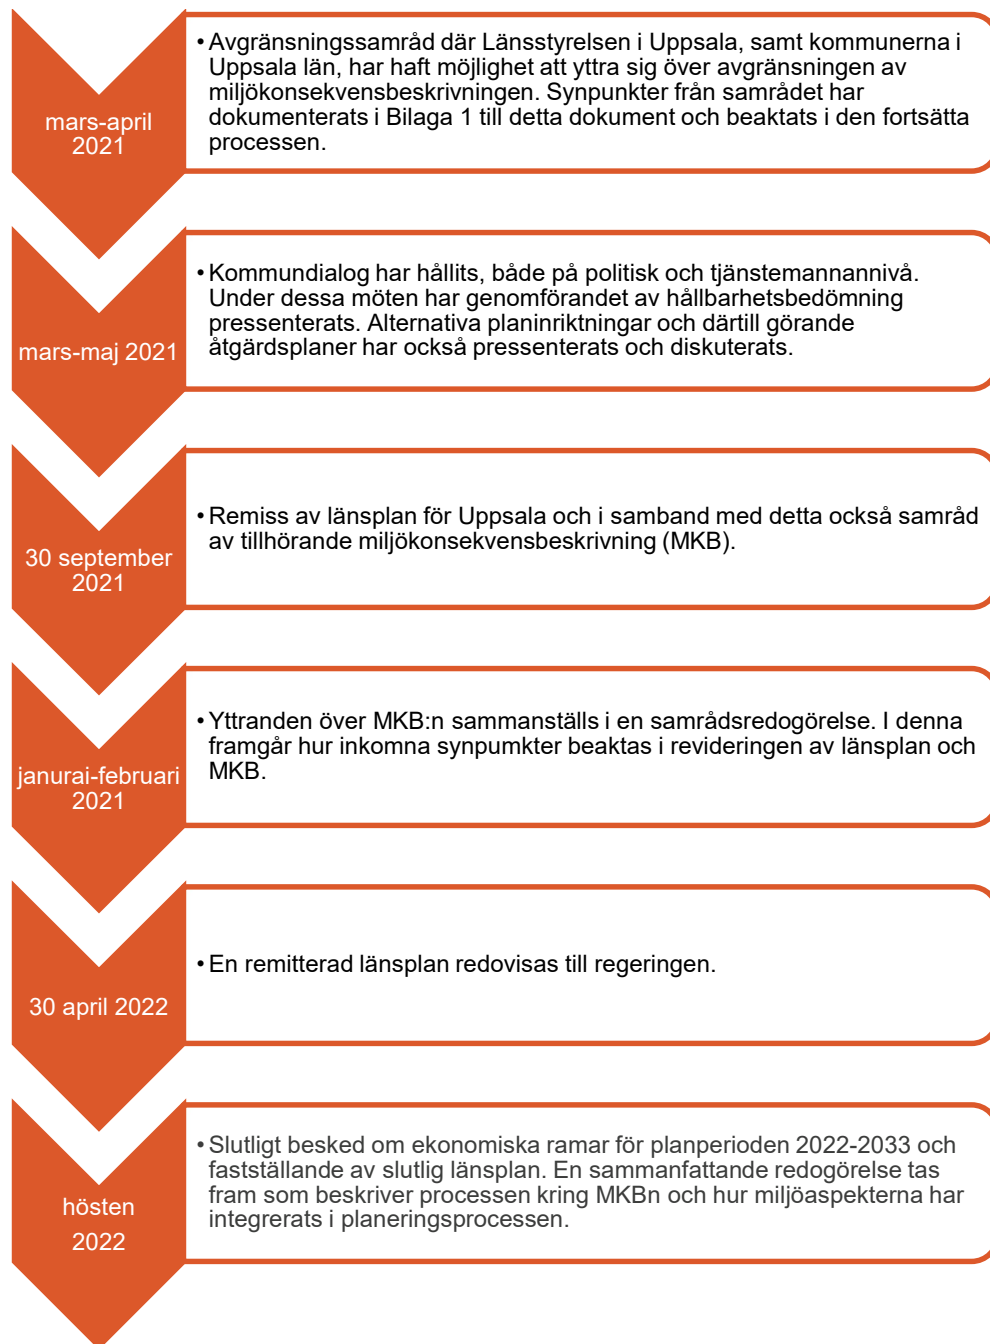 mars-april
2021
• Avgränsningssamråd där Länsstyrelsen i Uppsala, samt kommunerna i
Uppsala län, har haft möjlighet att yttra sig över avgränsningen av
miljökonsekvensbeskrivningen. Synpunkter från samrådet har
dokumenterats i Bilaga 1 till detta dokument och beaktats i den fortsätta
processen.
mars-maj 2021
• Kommundialog har hållits, både på politisk och tjänstemannannivå.
Under dessa möten har genomförandet av hållbarhetsbedömning
pressenterats. Alternativa planinriktningar och därtill görande
åtgärdsplaner har också pressenterats och diskuterats.
30 september
2021
• Remiss av länsplan för Uppsala och i samband med detta också samråd
av tillhörande miljökonsekvensbeskrivning (MKB).
janurai-februari
2021
• Yttranden över MKB:n sammanställs i en samrådsredogörelse. I denna
framgår hur inkomna synpumkter beaktas i revideringen av länsplan och
MKB.
30 april 2022
• En remitterad länsplan redovisas till regeringen.
hösten
2022
• Slutligt besked om ekonomiska ramar för planperioden 2022-2033 och
fastställande av slutlig länsplan. En sammanfattande redogörelse tas
fram som beskriver processen kring MKBn och hur miljöaspekterna har
integrerats i planeringsprocessen.